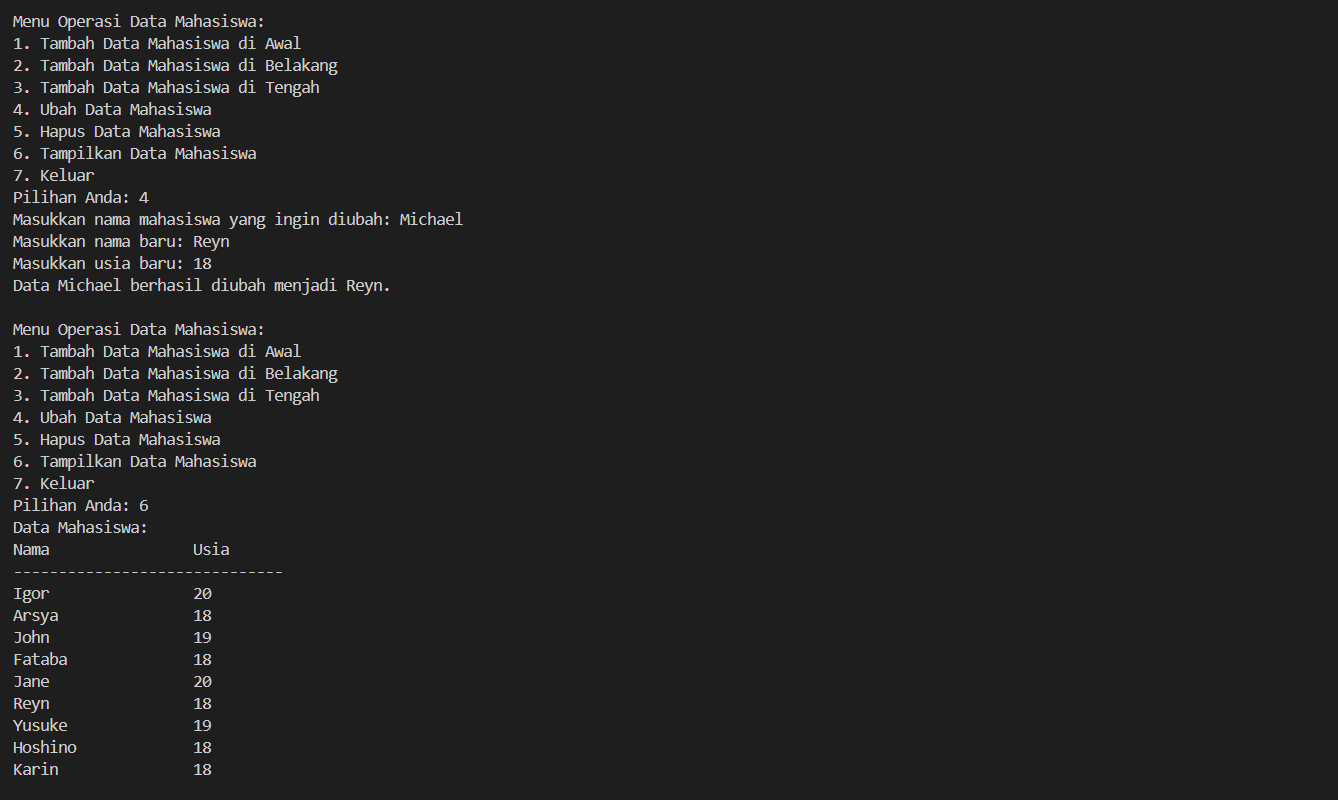 Menu Operasi Data Mahasiswa:
1. Tambah Data Mahasiswa di Awal
2. Tambah Data Mahasiswa di Belakang
3. Tambah Data Mahasiswa di Tengah
4. Ubah Data Mahasiswa
5. Hapus Data Mahasiswa
6. Tampilkan Data Mahasiswa
7. Keluar
Pilihan Anda: 4
Masukkan nama mahasiswa yang ingin diubah: Michael
Masukkan nama baru: Reyn
Masukkan usia baru: 18
Data Michael berhasil diubah menjadi Reyn.

Menu Operasi Data Mahasiswa:
1. Tambah Data Mahasiswa di Awal
2. Tambah Data Mahasiswa di Belakang
3. Tambah Data Mahasiswa di Tengah
4. Ubah Data Mahasiswa
5. Hapus Data Mahasiswa
6. Tampilkan Data Mahasiswa
7. Keluar
Pilihan Anda: 6
Data Mahasiswa:
Nama                Usia
------------------------------
Igor                20
Arsya               18
John                19
Fataba              18
Jane                20
Reyn                18
Yusuke              19
Hoshino             18
Karin               18